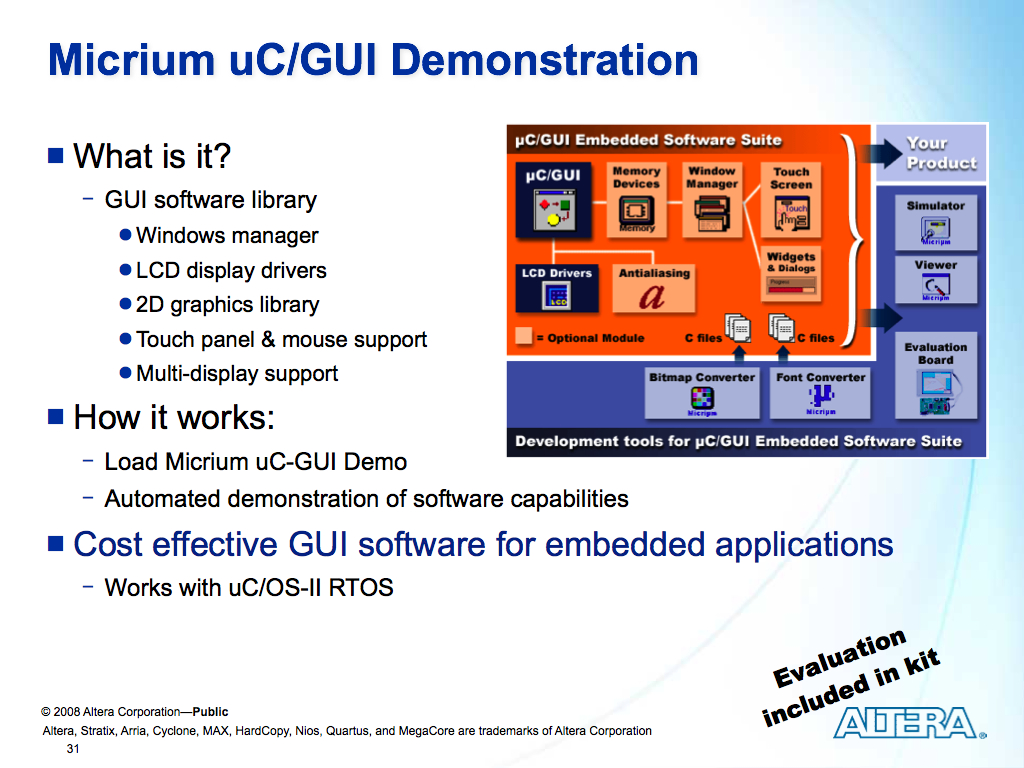 Micrium uC/GUI Demonstration
■ What is it?
– GUI software library
● Windows manager
● LCD display drivers
● 2D graphics library
● Touch panel & mouse support
● Multi-display support
■ How it works:
– Load Micrium uC-GUI Demo
– Automated demonstration of software capabilities
■ Cost effective GUI software for embedded applications
– Works with uC/OS-II RTOS
µC/GUI Embedded Software Suite
Your
Product
µC/GUI
Memory
Devices
Memory
Window
Manager
Touch
Screen
Touch
Simulator
Micriµm
LCD Drivers
LCD
Antialiasing
a
Widgets
& Dialogs
Progress
Viewer
Micriµm
= Optional Module
C files
C files
Evaluation
Board
Bitmap Converter
Micriµm
Font Converter
µ
Micriµm
Development tools for µC/GUI Embedded Software Suite
Evaluation
included in kit
© 2008 Altera Corporation—Public
Altera, Stratix, Arria, Cyclone, MAX, HardCopy, Nios, Quartus, and MegaCore are trademarks of Altera Corporation
31
ALTERA®